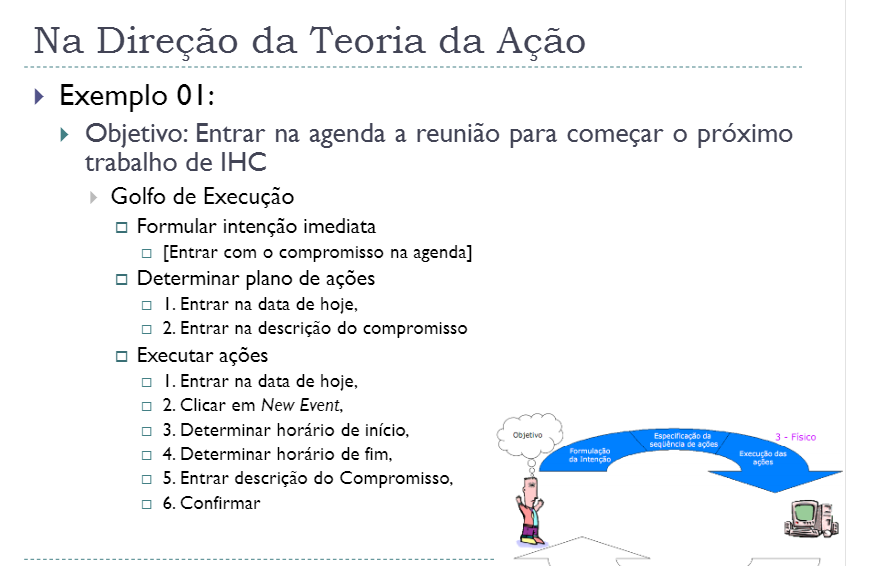 Na Direção da Teoria da Ação
Exemplo 01:
Objetivo: Entrar na agenda a reunião para começar o próximo
trabalho de IHC
Golfo de Execução
Formular intenção imediata
[Entrar com o compromisso na agenda]
Determinar plano de ações
1. Entrar na data de hoje,
2. Entrar na descrição do compromisso
Executar ações
1. Entrar na data de hoje,
2. Clicar em New Event,
3. Determinar horário de início,
4. Determinar horário de fim,
5. Entrar descrição do Compromisso,
6. Confirmar
Objetivo
Formulação
da Intenção
Especificação da
seqüência de ações
3 - Físico
Execução das
ações